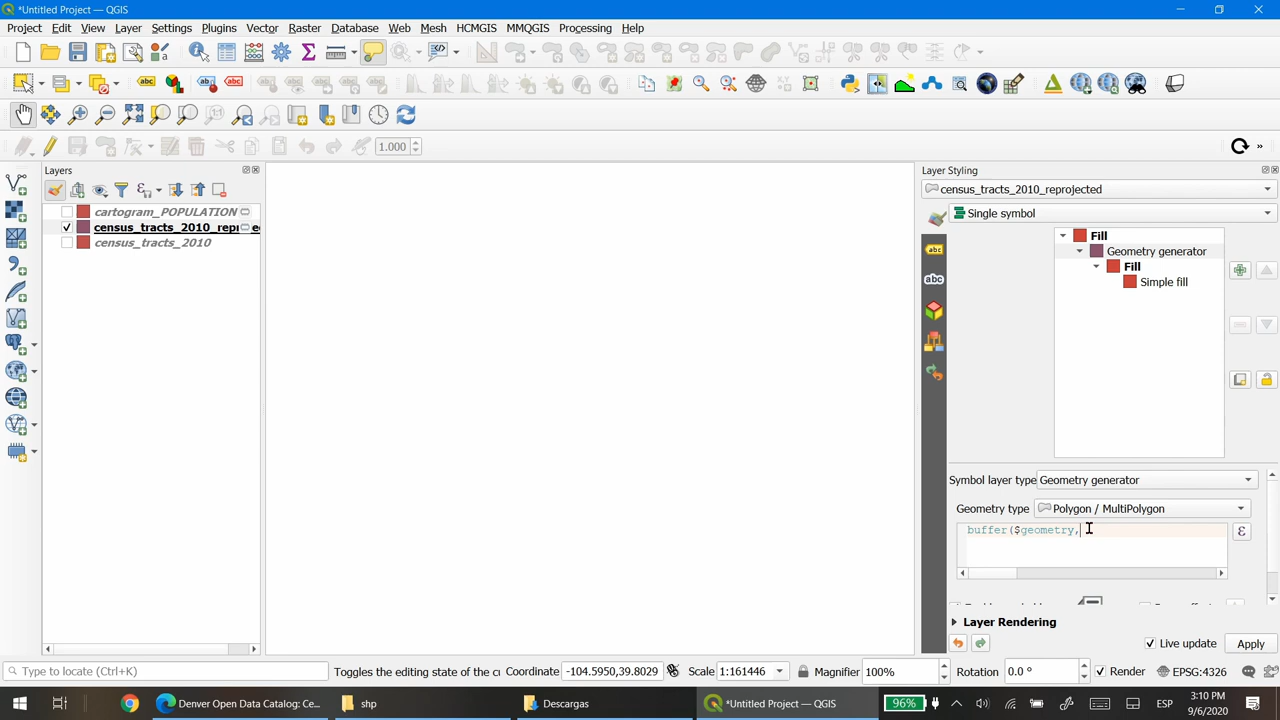 *Untitled Project — QGIS
Project Edit View Layer Settings Plugins Vector Raster Database Web Mesh HCMGIS MMQGIS Processing Help
1.000
Layers
cartogram_POPULATION
census_tracts_2010_repr
census_tracts_2010
Layer Styling
census_tracts_2010_reprojected
Single symbol
Fill
Geometry generator
Fill
Simple fill
Symbol layer type Geometry generator
Geometry type Polygon / MultiPolygon
buffer($geometry,
Layer Rendering
Live update Apply
Type to locate (Ctrl+K) Toggles the editing state of the cu Coordinate -104.5950,39.8029 Scale 1:161446 Magnifier 100% Rotation 0.0 ° Render EPSG:4326
Denver Open Data Catalog: Ce... shp Descargas *Untitled Project — QGIS 96% ESP 3:10 PM
9/6/2020